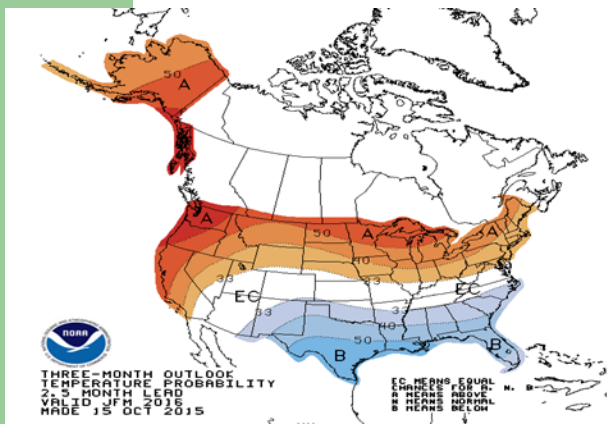 50
A
A
50
A
A
40
33
33
EC
EC
33
33
40
50
B
B
NOAA
THREE-MONTH OUTLOOK
TEMPERATURE PROBABILITY
2.5 MONTH LEAD
VALID JFM 2016
MADE 15 OCT 2015
EC MEANS EQUAL
CHANCES FOR A, N, B
A MEANS ABOVE
N MEANS NORMAL
B MEANS BELOW